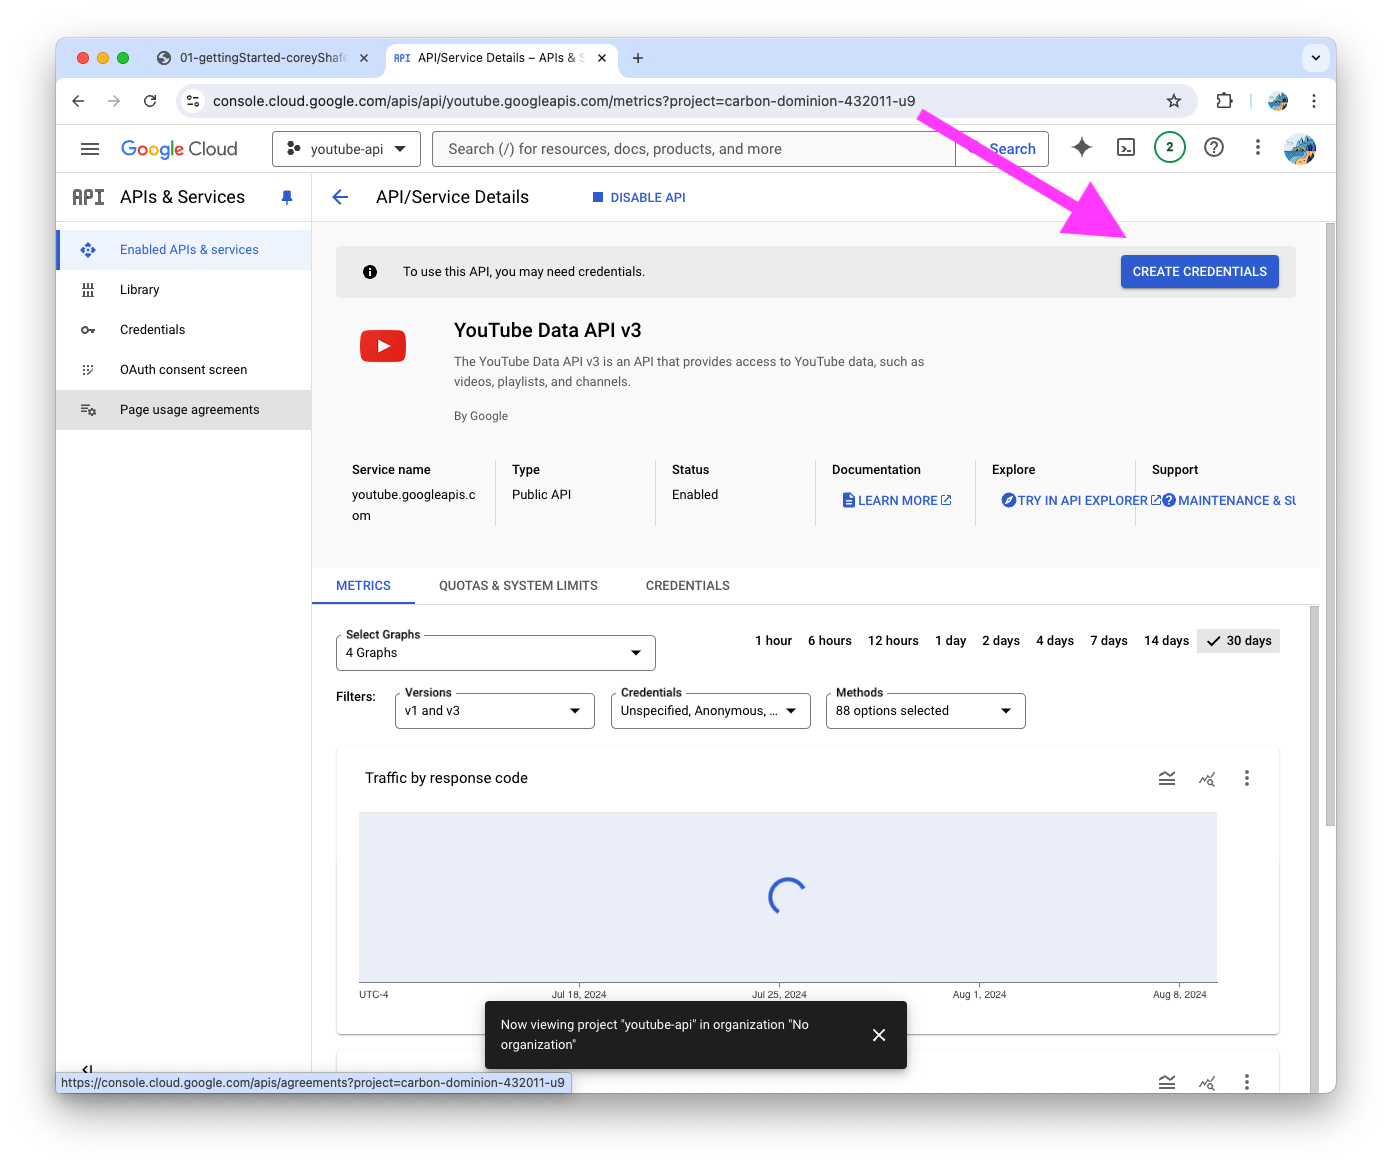 01-gettingStarted-coreyShafe
API API/Service Details – APIs & S
console.cloud.google.com/apis/api/youtube.googleapis.com/metrics?project=carbon-dominion-432011-u9
Google Cloud
youtube-api
Search (/) for resources, docs, products, and more
Search
2
API APIs & Services
API/Service Details
DISABLE API
Enabled APIs & services
Library
Credentials
OAuth consent screen
Page usage agreements
To use this API, you may need credentials.
CREATE CREDENTIALS
YouTube Data API v3
The YouTube Data API v3 is an API that provides access to YouTube data, such as
videos, playlists, and channels.
By Google
Service name
youtube.googleapis.c
om
Type
Public API
Status
Enabled
Documentation
LEARN MORE
Explore
TRY IN API EXPLORER
Support
MAINTENANCE & SU
METRICS
QUOTAS & SYSTEM LIMITS
CREDENTIALS
Select Graphs
4 Graphs
1 hour
6 hours
12 hours
1 day
2 days
4 days
7 days
14 days
30 days
Filters:
Versions
v1 and v3
Credentials
Unspecified, Anonymous, ...
Methods
88 options selected
Traffic by response code
UTC-4
Jul 18, 2024
Jul 25, 2024
Aug 1, 2024
Aug 8, 2024
Now viewing project "youtube-api" in organization "No
organization"
https://console.cloud.google.com/apis/agreements?project=carbon-dominion-432011-u9